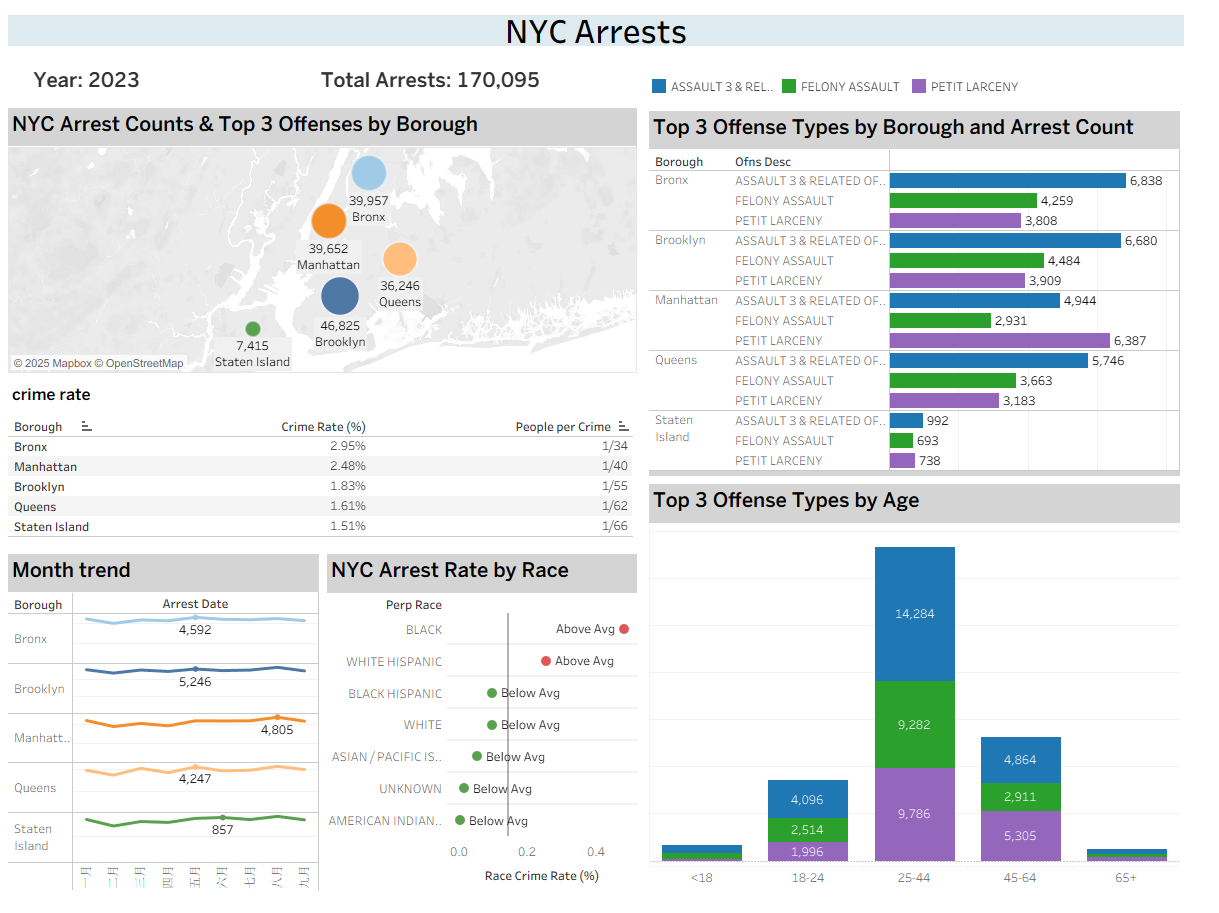 NYC Arrests
Year: 2023
Total Arrests: 170,095
ASSAULT 3 & REL..
FELONY ASSAULT
PETIT LARCENY
NYC Arrest Counts & Top 3 Offenses by Borough
39,957
Bronx
39,652
Manhattan
36,246
Queens
46,825
Brooklyn
7,415
Staten Island
© 2025 Mapbox © OpenStreetMap
crime rate
Borough Crime Rate (%) People per Crime
Bronx 2.95% 1/34
Manhattan 2.48% 1/40
Brooklyn 1.83% 1/55
Queens 1.61% 1/62
Staten Island 1.51% 1/66
Month trend
Borough Arrest Date
Bronx 4,592
Brooklyn 5,246
Manhatt.. 4,805
Queens 4,247
Staten
Island
857
一月 二月 三月 四月 五月 六月 七月 八月 九月
NYC Arrest Rate by Race
Perp Race
BLACK Above Avg
WHITE HISPANIC Above Avg
BLACK HISPANIC Below Avg
WHITE Below Avg
ASIAN / PACIFIC IS.. Below Avg
UNKNOWN Below Avg
AMERICAN INDIAN.. Below Avg
0.0 0.2 0.4
Race Crime Rate (%)
Top 3 Offense Types by Borough and Arrest Count
Borough Ofns Desc
Bronx ASSAULT 3 & RELATED OF.. 6,838
FELONY ASSAULT 4,259
PETIT LARCENY 3,808
Brooklyn ASSAULT 3 & RELATED OF.. 6,680
FELONY ASSAULT 4,484
PETIT LARCENY 3,909
Manhattan ASSAULT 3 & RELATED OF.. 4,944
FELONY ASSAULT 2,931
PETIT LARCENY 6,387
Queens ASSAULT 3 & RELATED OF.. 5,746
FELONY ASSAULT 3,663
PETIT LARCENY 3,183
Staten
Island
ASSAULT 3 & RELATED OF.. 992
FELONY ASSAULT 693
PETIT LARCENY 738
Top 3 Offense Types by Age
14,284
9,282
9,786
4,096
2,514
1,996
4,864
2,911
5,305
<18 18-24 25-44 45-64 65+